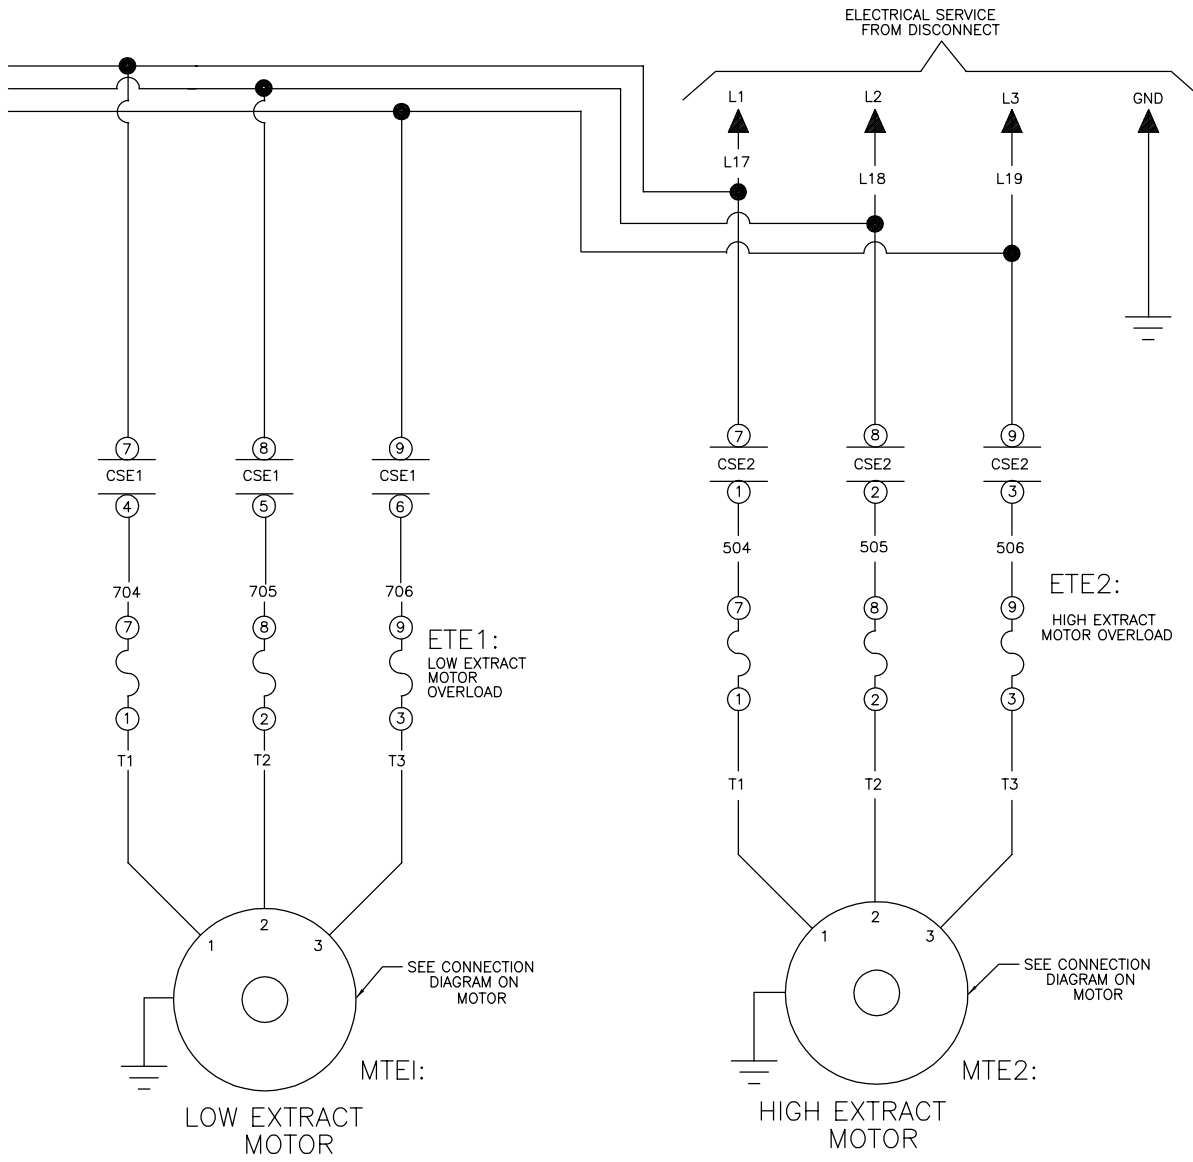 ELECTRICAL SERVICE
FROM DISCONNECT
L1 L2 L3 GND
L17
L18 L19
7 8 9
CSE2 CSE2 CSE2
1 2 3
7 8 9
CSE1 CSE1 CSE1
4 5 6
504 505 506
704 705 706
ETE2:
HIGH EXTRACT
MOTOR OVERLOAD
7 8 9
1 2 3
7 8 9
ETE1:
LOW EXTRACT
MOTOR
OVERLOAD
1 2 3
T1 T2 T3
T1 T2 T3
1 2 3
SEE CONNECTION
DIAGRAM ON
MOTOR
MTE1:
LOW EXTRACT
MOTOR
1 2 3
SEE CONNECTION
DIAGRAM ON
MOTOR
MTE2:
HIGH EXTRACT
MOTOR